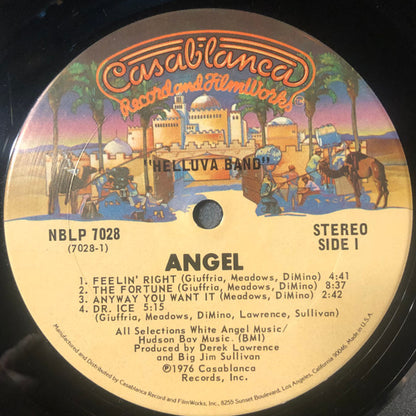 Casablanca
Record and FilmWorks
"HELLUVA BAND"
NBLP 7028
(7028-1)
STEREO
SIDE 1
ANGEL
1. FEELIN' RIGHT (Giuffria, Meadows, DiMino) 4:41
2. THE FORTUNE (Giuffria, Meadows, DiMino) 8:37
3. ANYWAY YOU WANT IT (Meadows, DiMino) 2:42
4. DR. ICE 5:15
(Giuffria, Meadows, DiMino, Lawrence, Sullivan)
All Selections White Angel Music/
Hudson Bay Music. (BMI)
Produced by Derek Lawrence
and Big Jim Sullivan
℗1976 Casablanca
Records, Inc.
Manufactured and Distributed by Casablanca Record and FilmWorks, Inc., 8255 Sunset Boulevard, Los Angeles, California 90046 Made in U.S.A.